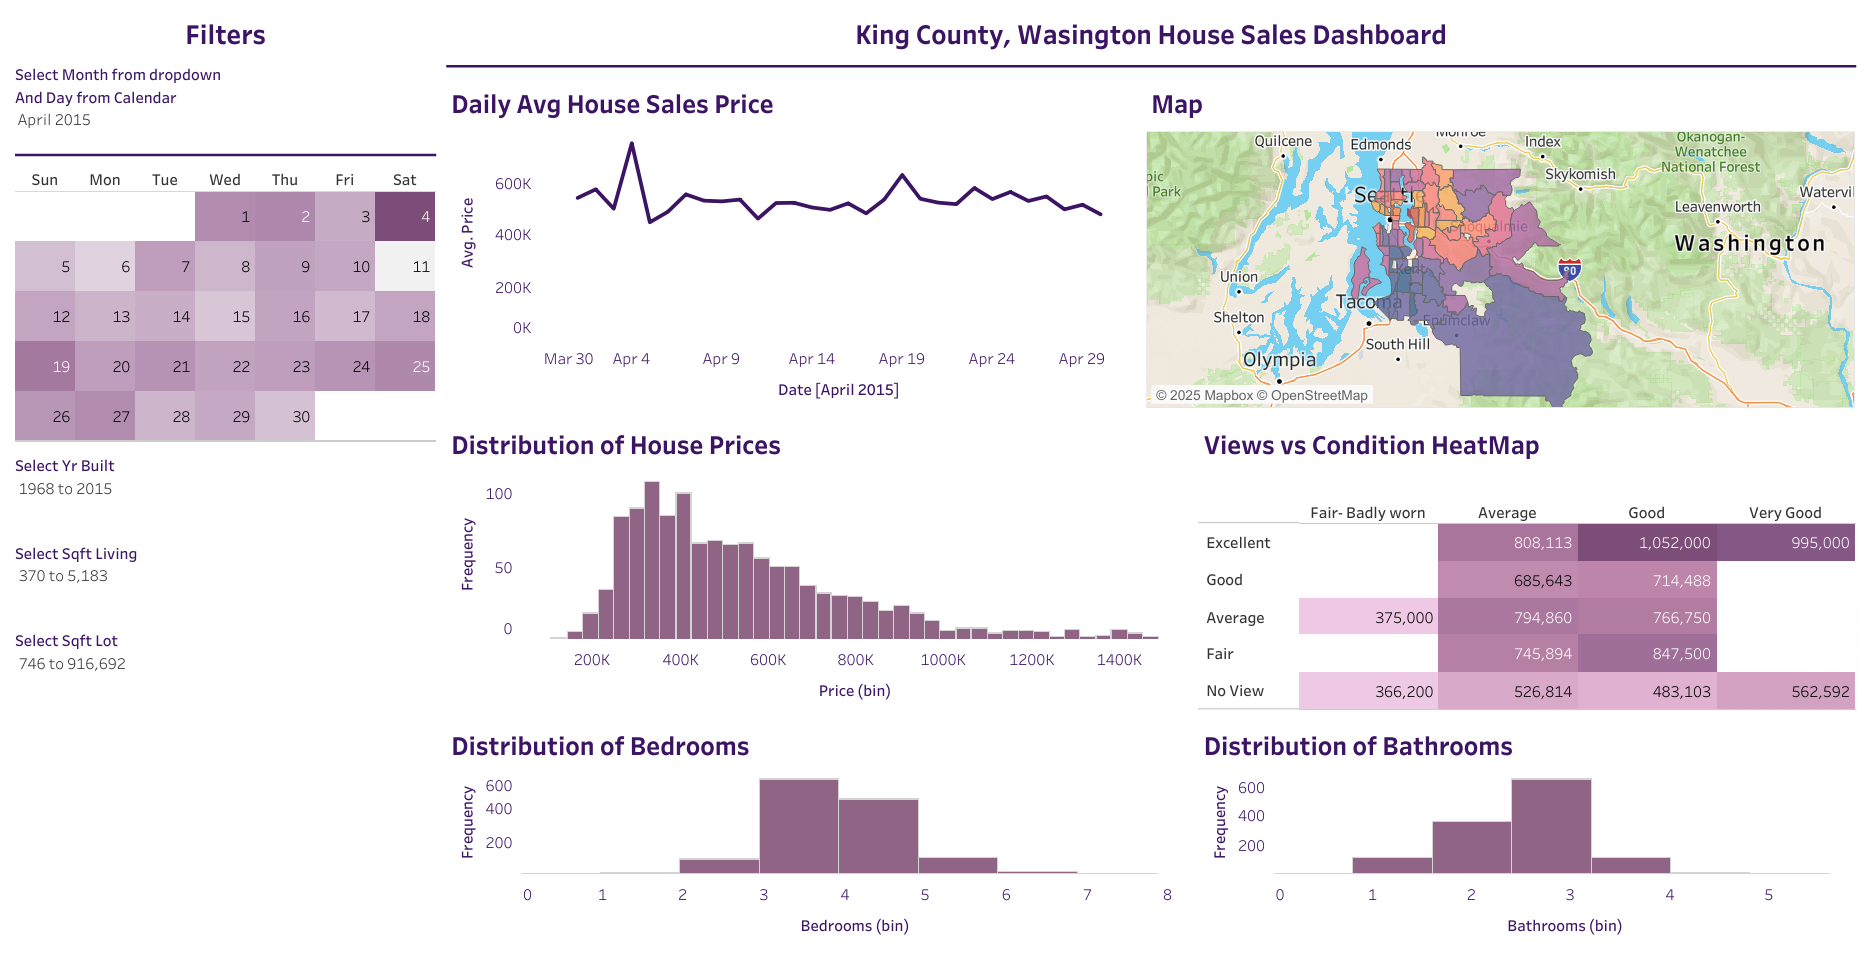 Filters
Select Month from dropdown
And Day from Calendar
April 2015
Sun Mon Tue Wed Thu Fri Sat
1 2 3 4
5 6 7 8 9 10 11
12 13 14 15 16 17 18
19 20 21 22 23 24 25
26 27 28 29 30
Select Yr Built
1968 to 2015
Select Sqft Living
370 to 5,183
Select Sqft Lot
746 to 916,692
King County, Wasington House Sales Dashboard
Daily Avg House Sales Price
Avg. Price
600K
400K
200K
0K
Mar 30 Apr 4 Apr 9 Apr 14 Apr 19 Apr 24 Apr 29
Date [April 2015]
Map
Quilcene
Edmonds
Monroe
Index
Skykomish
Okanogan-
Wenatchee
National Forest
pic
l Park
Watervil
Leavenworth
Washington
90
Union
Shelton
Tacoma
Kent
Enumclaw
South Hill
Olympia
© 2025 Mapbox © OpenStreetMap
Distribution of House Prices
Frequency
100
50
0
200K 400K 600K 800K 1000K 1200K 1400K
Price (bin)
Views vs Condition HeatMap
Fair- Badly worn Average Good Very Good
Excellent 808,113 1,052,000 995,000
Good 685,643 714,488
Average 375,000 794,860 766,750
Fair 745,894 847,500
No View 366,200 526,814 483,103 562,592
Distribution of Bedrooms
Frequency
600
400
200
0 1 2 3 4 5 6 7 8
Bedrooms (bin)
Distribution of Bathrooms
Frequency
600
400
200
0 1 2 3 4 5
Bathrooms (bin)